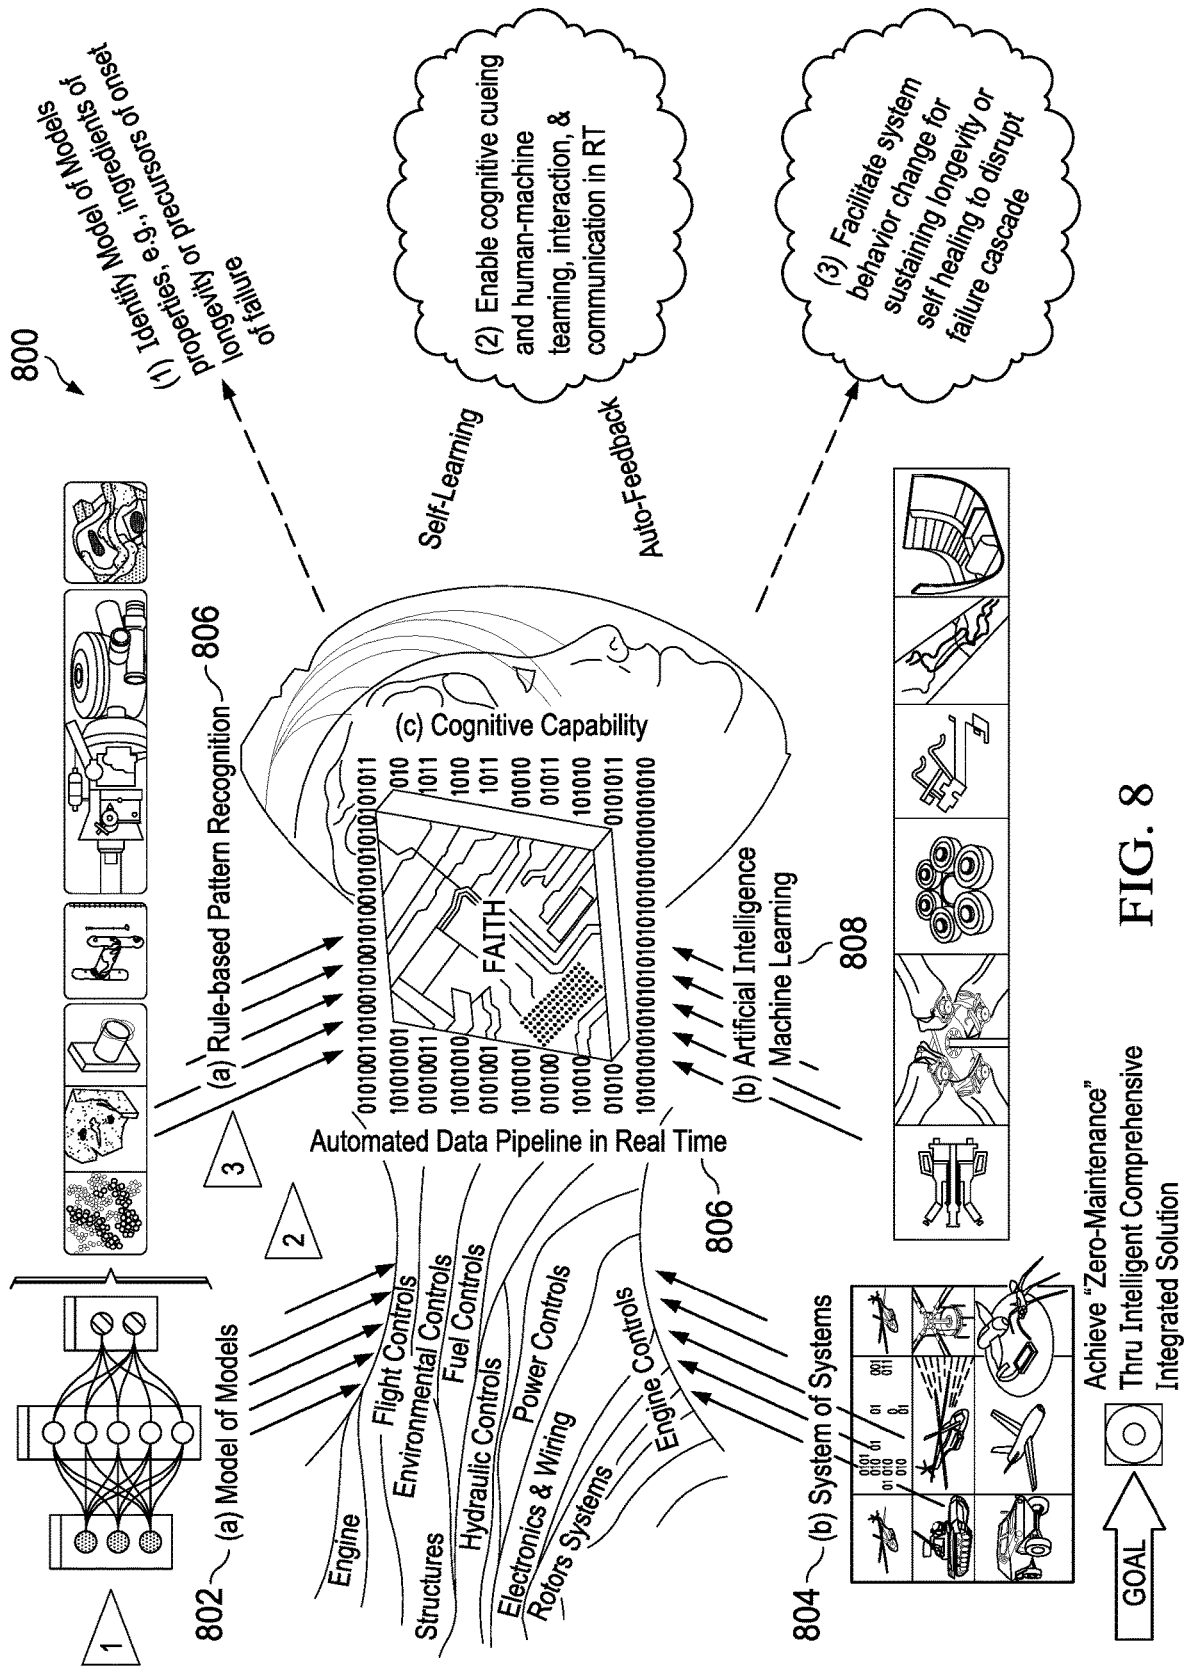 800
1
802
(a) Model of Models
(1) Identify Model of Models
properties, e.g., ingredients of
longevity or precursors of onset
of failure
3
(a) Rule-based Pattern Recognition
806
2
Engine
Flight Controls
Structures
Environmental Controls
Fuel Controls
Hydraulic Controls
Power Controls
Electronics & Wiring
Rotors Systems
Engine Controls
Automated Data Pipeline in Real Time
806
FAITH
(c) Cognitive Capability
Self-Learning
Auto-Feedback
(2) Enable cognitive cueing
and human-machine
teaming, interaction, &
communication in RT
804
(b) System of Systems
(b) Artificial Intelligence
Machine Learning
808
(3) Facilitate system
behavior change for
sustaining longevity or
self healing to disrupt
failure cascade
GOAL
Achieve "Zero-Maintenance"
Thru Intelligent Comprehensive
Integrated Solution
FIG. 8